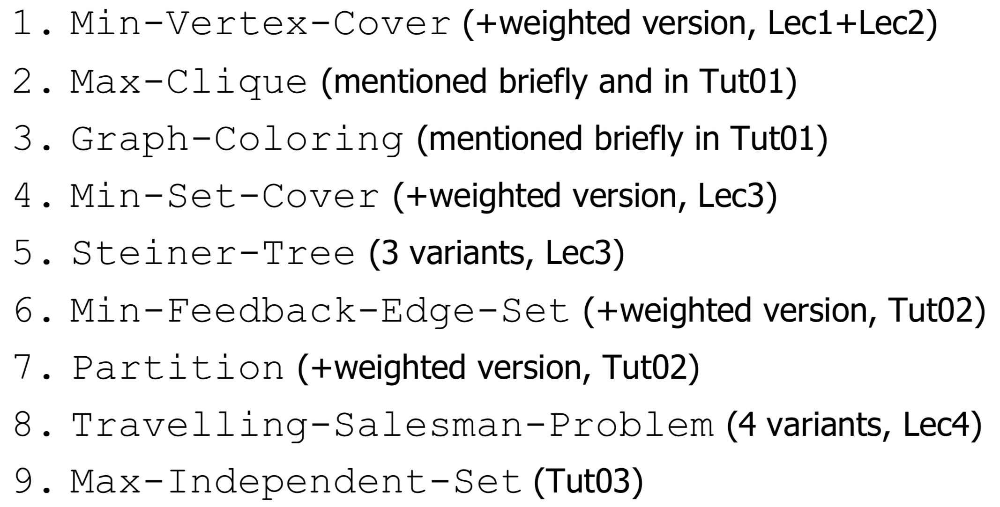 1. Min-Vertex-Cover (+weighted version, Lec1+Lec2)
2. Max-Clique (mentioned briefly and in Tut01)
3. Graph-Coloring (mentioned briefly in Tut01)
4. Min-Set-Cover (+weighted version, Lec3)
5. Steiner-Tree (3 variants, Lec3)
6. Min-Feedback-Edge-Set (+weighted version, Tut02)
7. Partition (+weighted version, Tut02)
8. Travelling-Salesman-Problem (4 variants, Lec4)
9. Max-Independent-Set (Tut03)